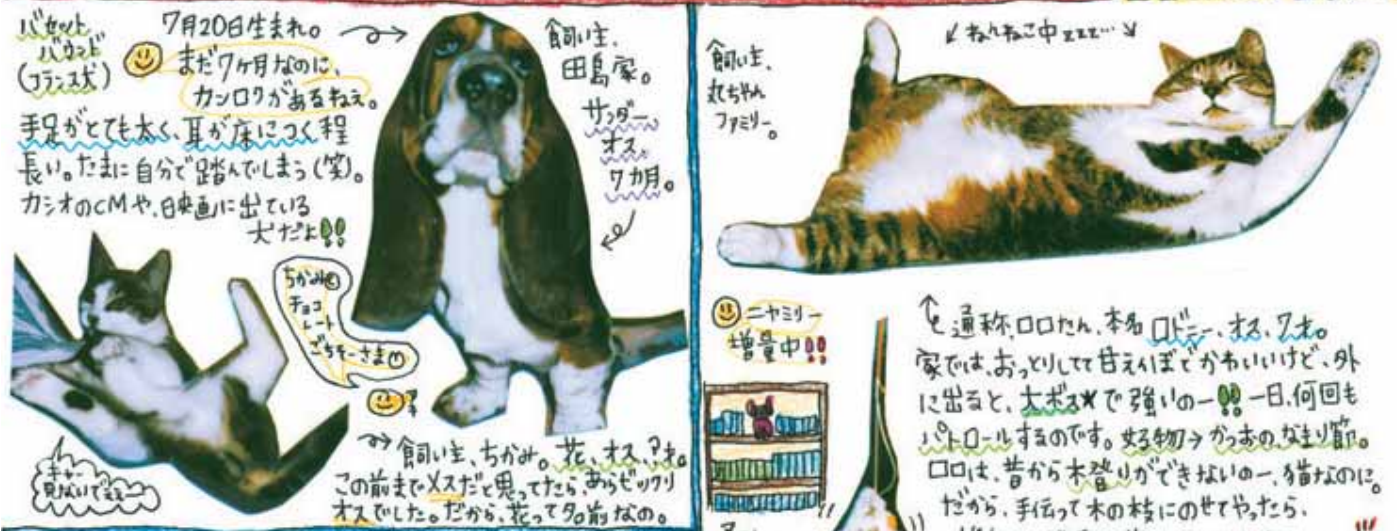 バセット
ハウンド
(フランス犬)
7月20日生まれ。
まだ7ヶ月なのに、
カンロクがあるねぇ。
手足がとても太く、耳が床につく程
長い。たまに自分で踏んでしまう(笑)。
カシオのCMや、映画に出ている
犬だよ!!
飼い主、
田島家。
サンダー、
オス、
7カ月。
ちかみ
チョコ
レート
ごちそーさま
キャー
見ないでぇぇ〜
飼い主、ちかみ。花、オス、?才。
この前までメスだと思ってたら、あらビックリ
オスでした。だから、花って名前なの。
飼い主、
丸ちゃん
ファミリー。
ねんねこ中 zzz…
ニャミリー
増量中!!
通称、ロロたん、本名 ロドニー、オス、7才。
家では、おっとりしてて甘えんぼでかわいいけど、外
に出ると、大ボスで強いのー!! 一日、何回も
パトロールするのです。好物→かつおのなまり節。
ロロは、昔から木登りができないのー、猫なのに。
だから、手伝って木の枝にのせてやったら、